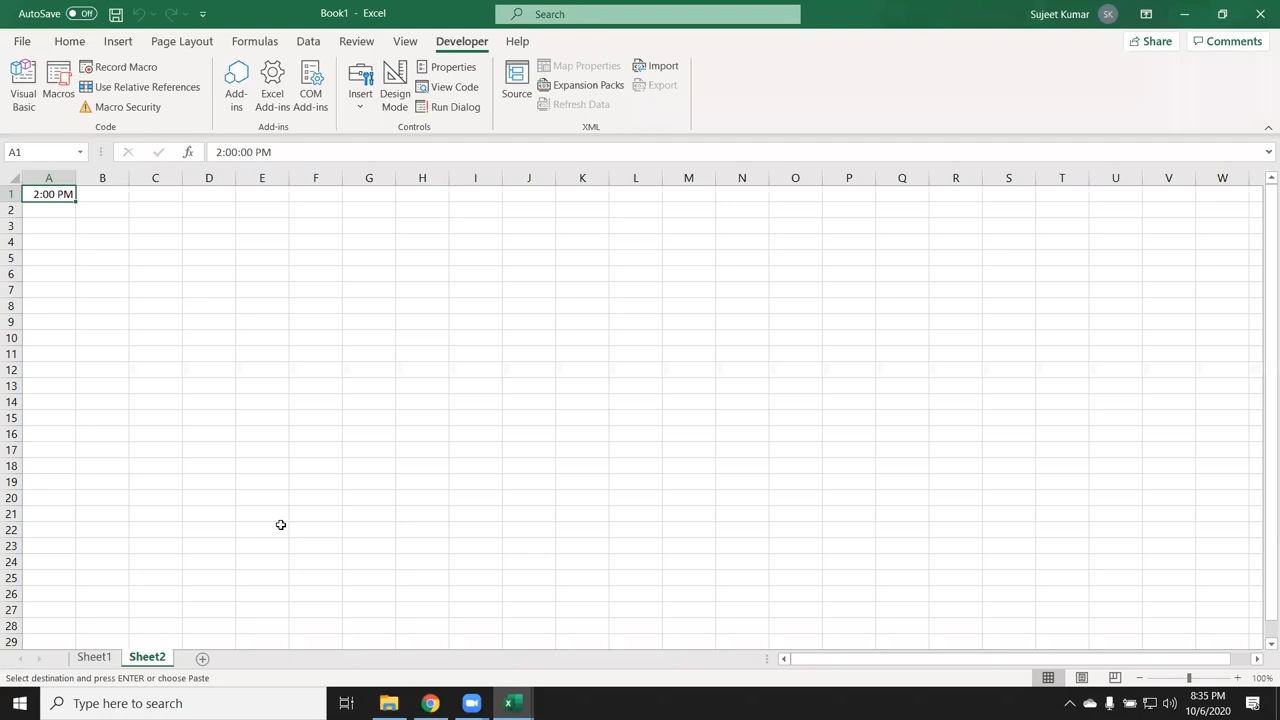 AutoSave Off Book1 - Excel Search Sujeet Kumar SK
File Home Insert Page Layout Formulas Data Review View Developer Help Share Comments
Visual Basic
Macros
Record Macro
Use Relative References
Macro Security
Code
Add-ins
Excel Add-ins
COM Add-ins
Add-ins
Insert
Design Mode
Properties
View Code
Run Dialog
Controls
Source
Map Properties
Expansion Packs
Refresh Data
Import
Export
XML
A1 fx 2:00:00 PM
A B C D E F G H I J K L M N O P Q R S T U V W
1 2:00 PM
2
3
4
5
6
7
8
9
10
11
12
13
14
15
16
17
18
19
20
21
22
23
24
25
26
27
28
29
Sheet1 Sheet2
Select destination and press ENTER or choose Paste 100%
Type here to search 8:35 PM
10/6/2020